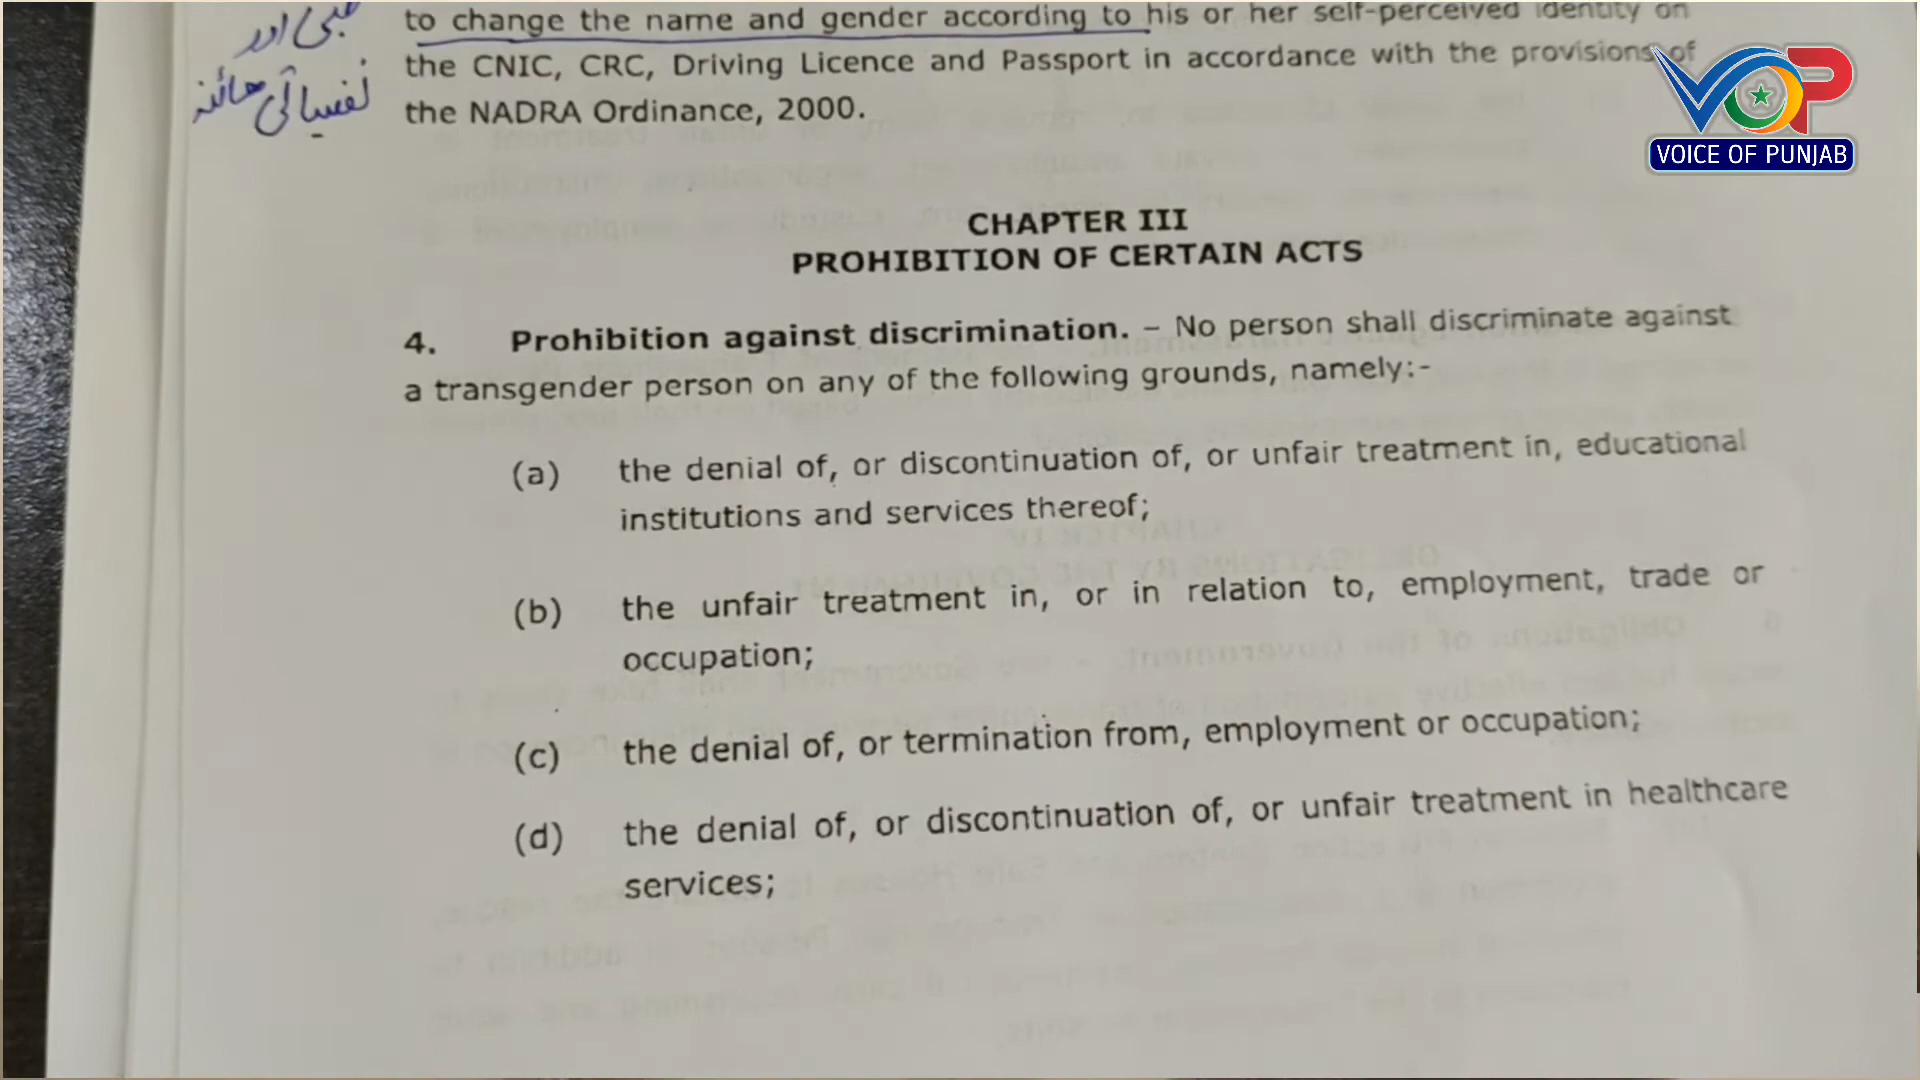 to change the name and gender according to his or her self-perceived identity on
the CNIC, CRC, Driving Licence and Passport in accordance with the provisions of
the NADRA Ordinance, 2000.
طبی اور
نفسیاتی معائنہ
VOP
VOICE OF PUNJAB
CHAPTER III
PROHIBITION OF CERTAIN ACTS
4. Prohibition against discrimination. – No person shall discriminate against
a transgender person on any of the following grounds, namely:-
(a) the denial of, or discontinuation of, or unfair treatment in, educational
institutions and services thereof;
(b) the unfair treatment in, or in relation to, employment, trade or
occupation;
(c) the denial of, or termination from, employment or occupation;
(d) the denial of, or discontinuation of, or unfair treatment in healthcare
services;